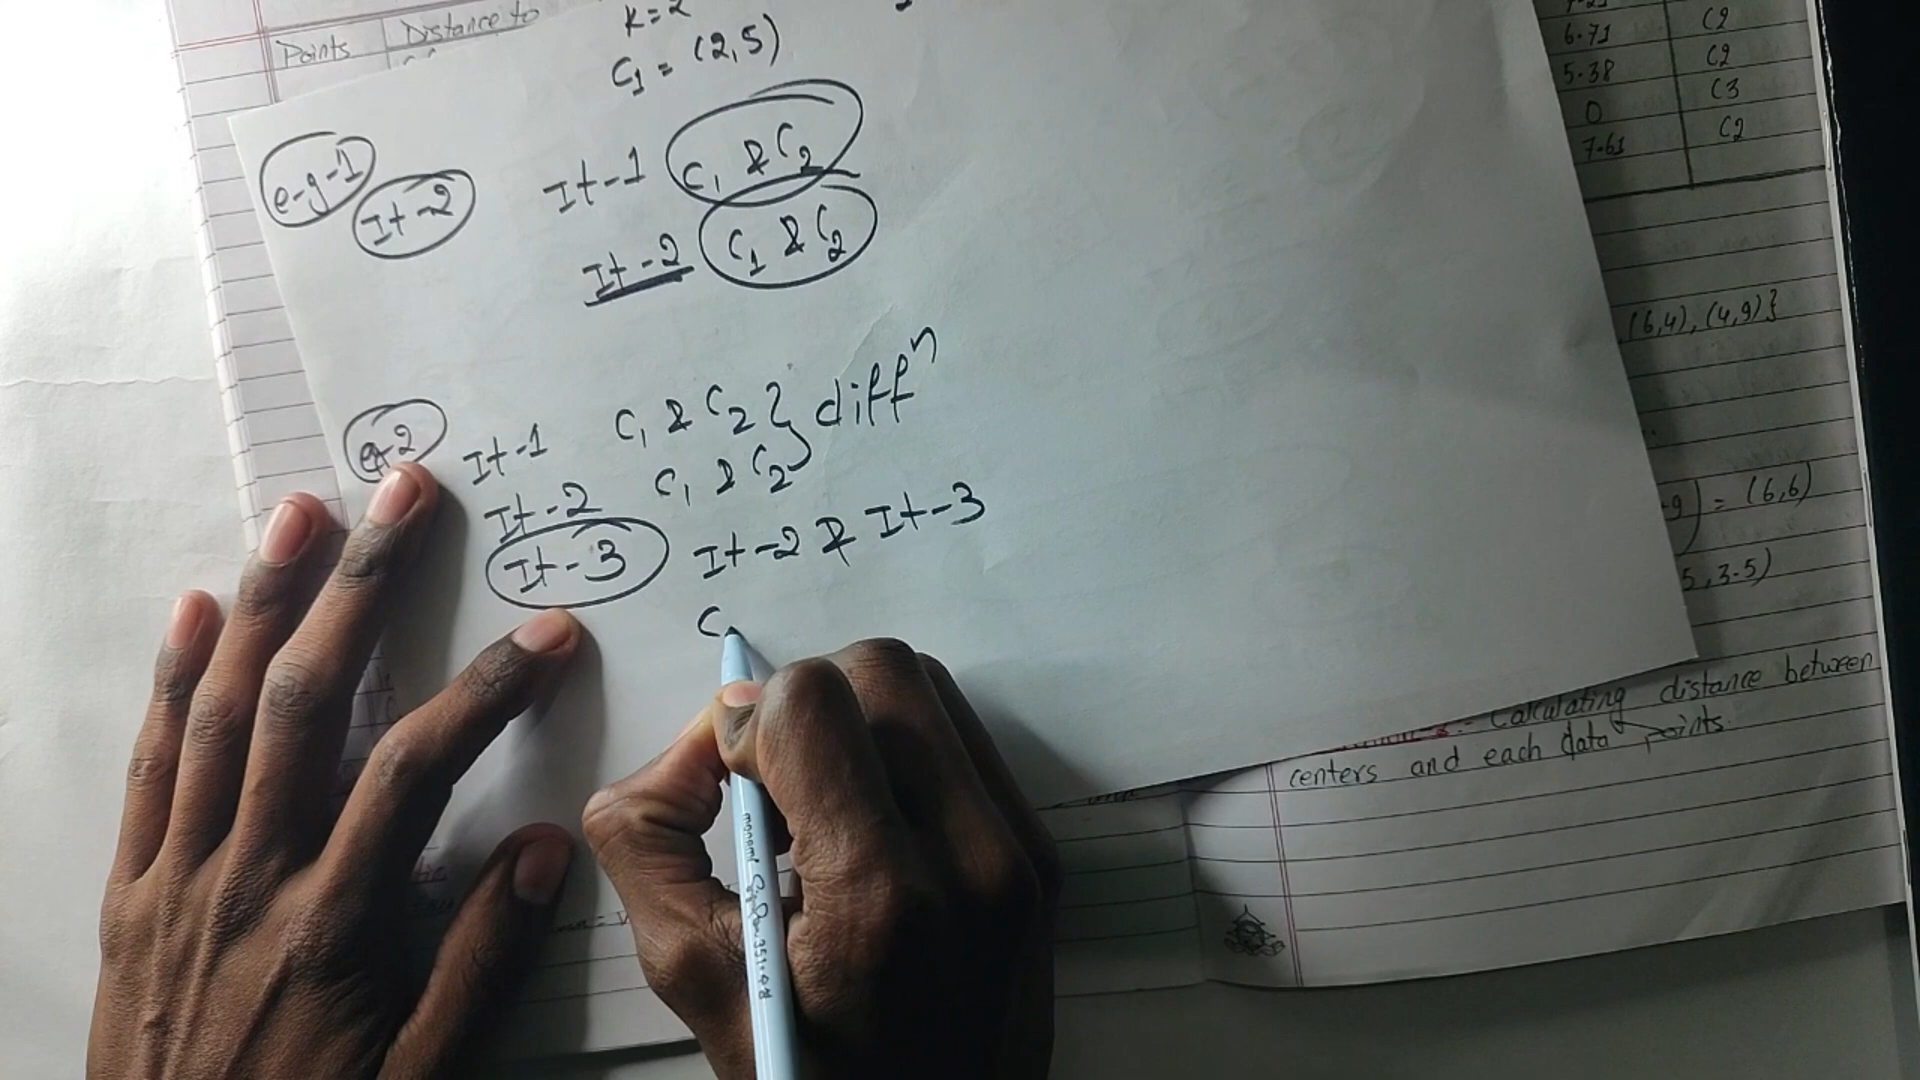 Points Distance to
K=2
C1 = (2,5)
e-g-1
It-2
It-1 C1 & C2
It-2 C1 & C2
It-1 C1 & C2 } diffn
It-2 C1 & C2
It-3 It-2 & It-3
C
6.71 C2
5.38 C2
0 C3
7.61 C2
(6,4), (4,9)}
= (6,6)
5, 3.5)
Calculating distance between
centers and each data points.